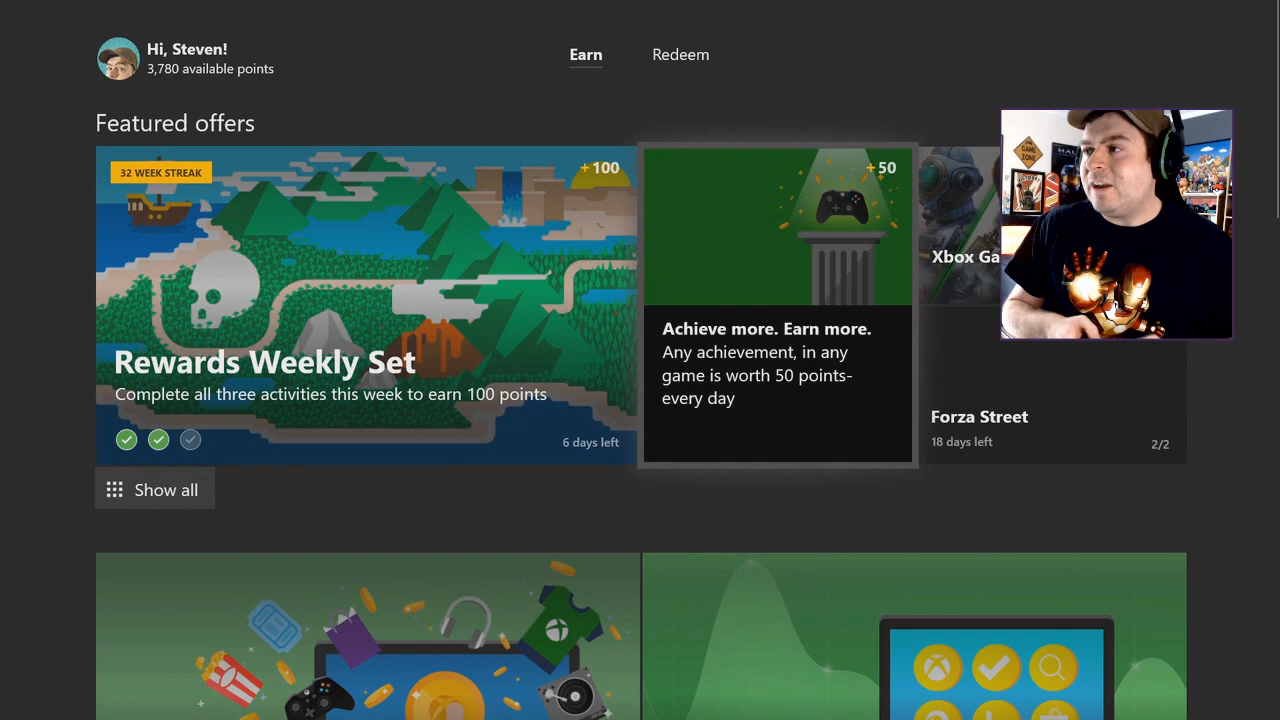 Hi, Steven!
3,780 available points
Earn
Redeem
Featured offers
32 WEEK STREAK
+100
Rewards Weekly Set
Complete all three activities this week to earn 100 points
6 days left
+50
Achieve more. Earn more.
Any achievement, in any
game is worth 50 points-
every day
Xbox Ga
GAME
ZONE
HALO
Forza Street
18 days left
2/2
Show all